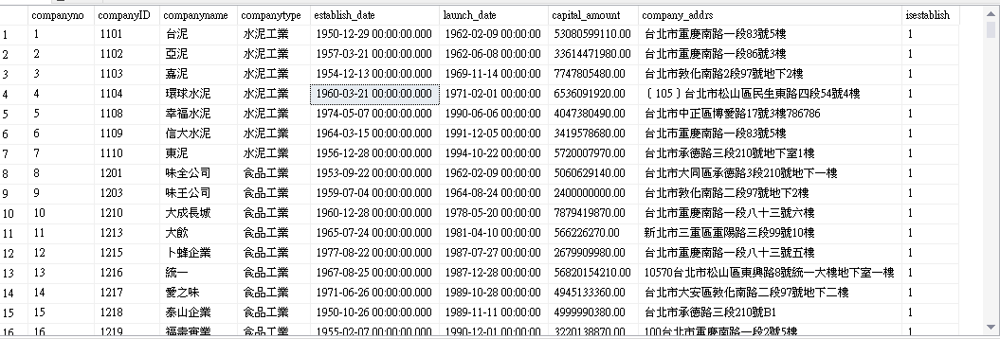 companyno companyID companyname companytype establish_date launch_date capital_amount company_addrs isestablish
1 1 1101 台泥 水泥工業 1950-12-29 00:00:00.000 1962-02-09 00:00:00 53080599110.00 台北市重慶南路一段83號5樓 1
2 2 1102 亞泥 水泥工業 1957-03-21 00:00:00.000 1962-06-08 00:00:00 33614471980.00 台北市重慶南路一段86號3樓 1
3 3 1103 嘉泥 水泥工業 1954-12-13 00:00:00.000 1969-11-14 00:00:00 7747805480.00 台北市敦化南路2段97號地下2樓 1
4 4 1104 環球水泥 水泥工業 1960-03-21 00:00:00.000 1971-02-01 00:00:00 6536091920.00 〔105〕台北市松山區民生東路四段54號4樓 1
5 5 1108 幸福水泥 水泥工業 1974-05-07 00:00:00.000 1990-06-06 00:00:00 4047380490.00 台北市中正區博愛路17號3樓786786 1
6 6 1109 信大水泥 水泥工業 1964-03-15 00:00:00.000 1991-12-05 00:00:00 3419578680.00 台北市重慶南路一段83號5樓 1
7 7 1110 東泥 水泥工業 1956-12-28 00:00:00.000 1994-10-22 00:00:00 5720007970.00 台北市承德路三段210號地下室1樓 1
8 8 1201 味全公司 食品工業 1953-09-22 00:00:00.000 1962-02-09 00:00:00 5060629140.00 台北市大同區承德路3段210號地下一樓 1
9 9 1203 味王公司 食品工業 1959-07-04 00:00:00.000 1964-08-24 00:00:00 2400000000.00 台北市敦化南路二段97號地下2樓 1
10 10 1210 大成長城 食品工業 1960-12-28 00:00:00.000 1978-05-20 00:00:00 7879419870.00 台北市重慶南路一段八十三號六樓 1
11 11 1213 大飲 食品工業 1965-07-24 00:00:00.000 1981-04-10 00:00:00 566226270.00 新北市三重區重陽路三段99號10樓 1
12 12 1215 卜蜂企業 食品工業 1977-08-22 00:00:00.000 1987-07-27 00:00:00 2679909980.00 台北市重慶南路一段八十三號五樓 1
13 13 1216 統一 食品工業 1967-08-25 00:00:00.000 1987-12-28 00:00:00 56820154210.00 10570台北市松山區東興路8號統一大樓地下室一樓 1
14 14 1217 愛之味 食品工業 1971-06-26 00:00:00.000 1989-10-28 00:00:00 4945133360.00 台北市大安區敦化南路二段97號地下二樓 1
15 15 1218 泰山企業 食品工業 1950-10-26 00:00:00.000 1989-11-11 00:00:00 4999990380.00 台北市承德路三段210號B1 1
16 16 1219 福壽實業 食品工業 1955-02-07 00:00:00.000 1990-12-01 00:00:00 3220138870.00 100台北市重慶南路一段2號5樓 1